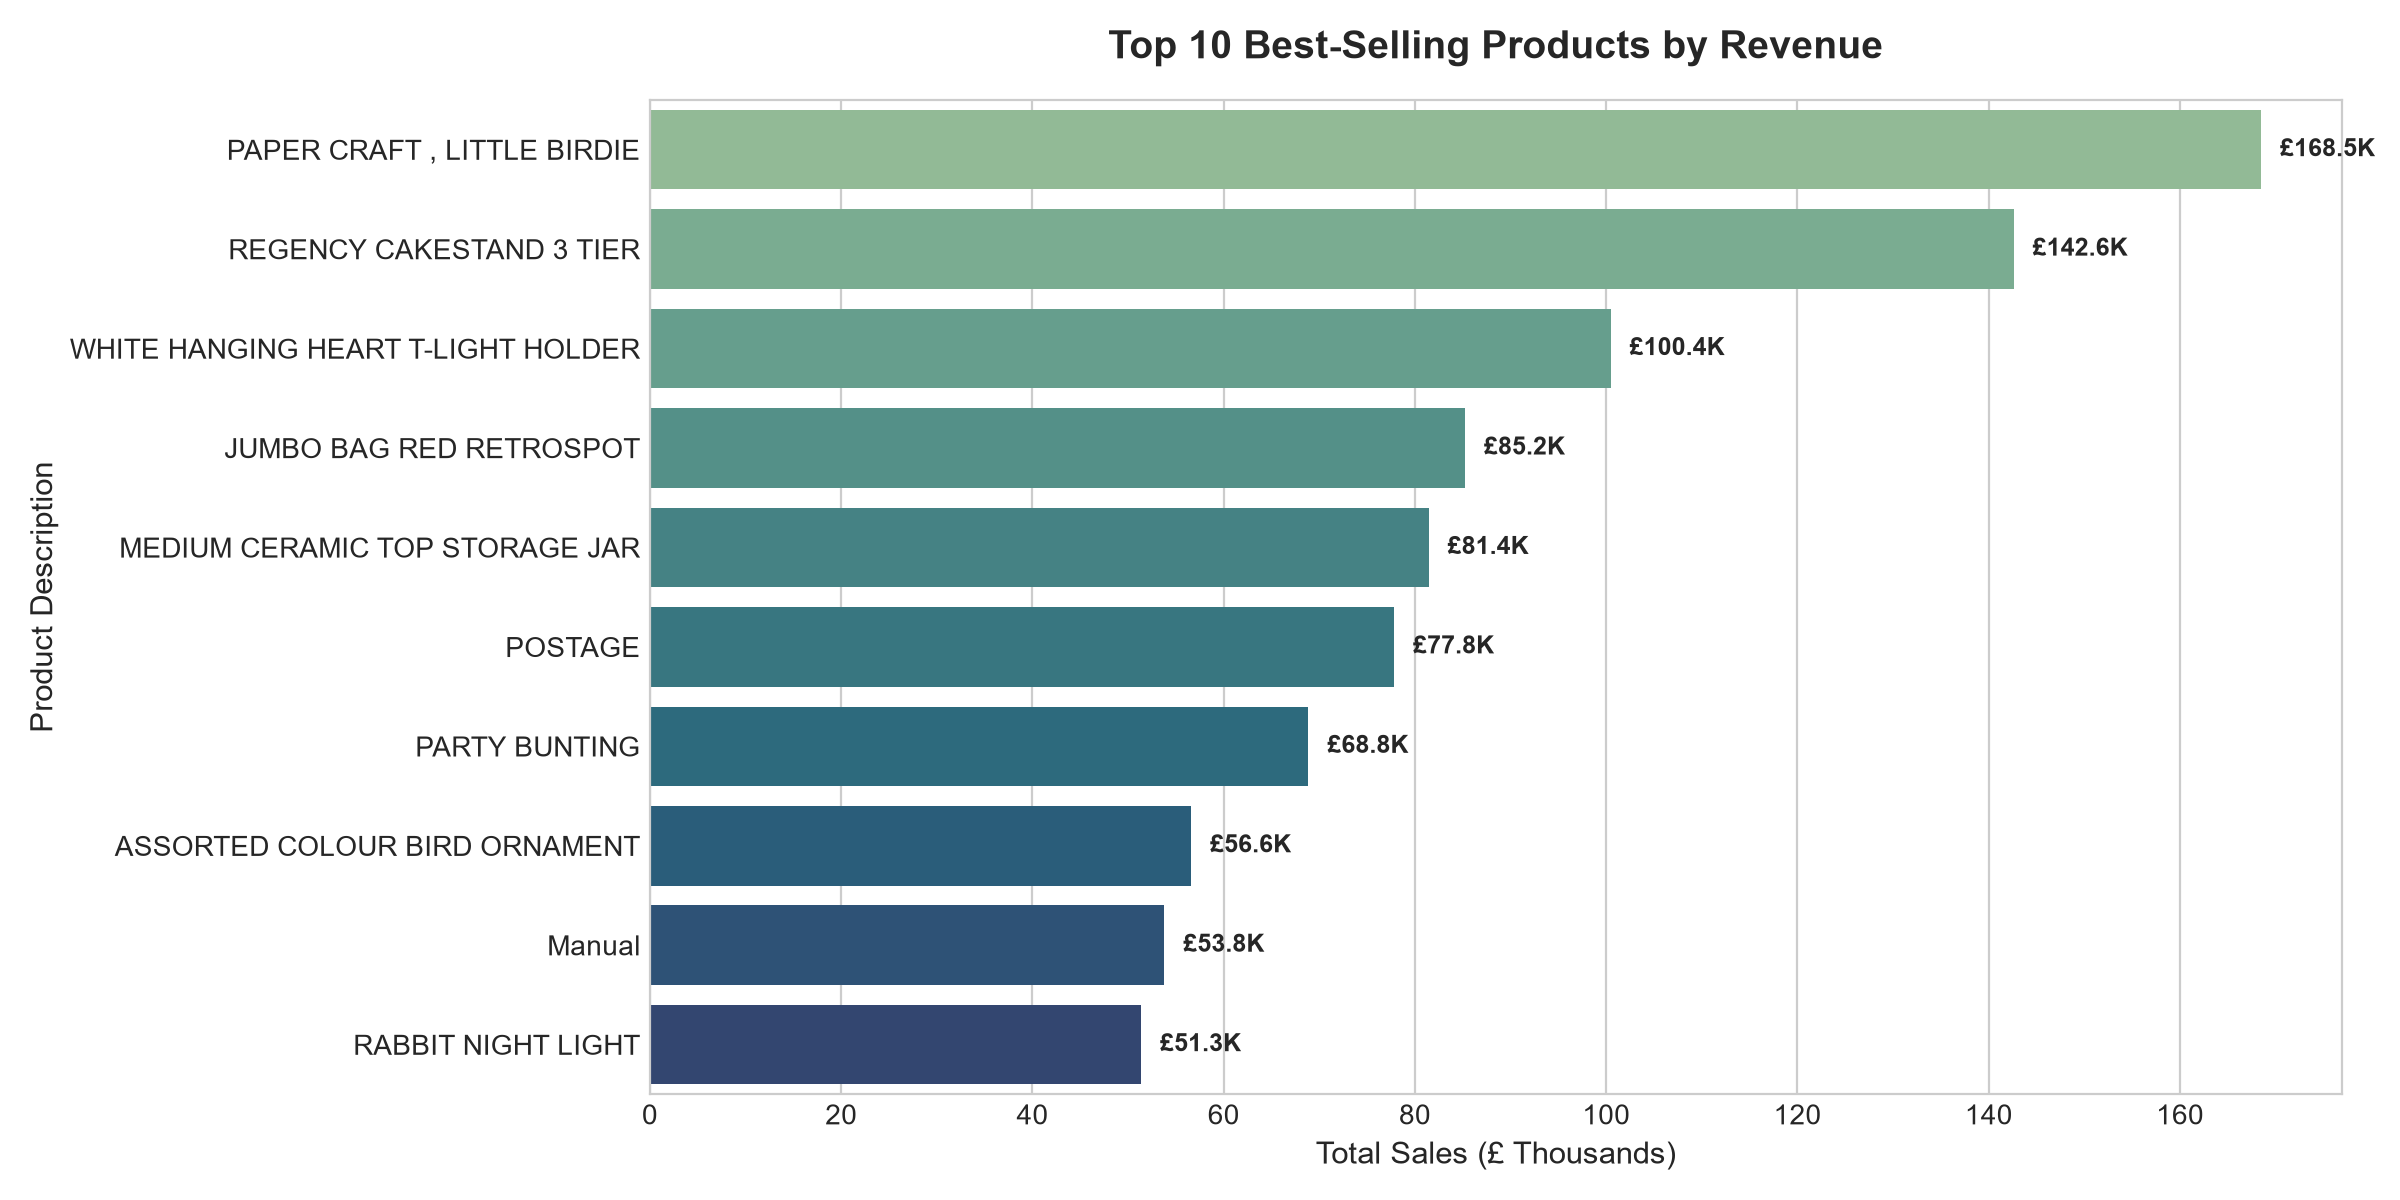 Top 10 Best-Selling Products by Revenue
PAPER CRAFT , LITTLE BIRDIE
£168.5K
REGENCY CAKESTAND 3 TIER
£142.6K
WHITE HANGING HEART T-LIGHT HOLDER
£100.4K
JUMBO BAG RED RETROSPOT
£85.2K
MEDIUM CERAMIC TOP STORAGE JAR
£81.4K
POSTAGE
£77.8K
PARTY BUNTING
£68.8K
ASSORTED COLOUR BIRD ORNAMENT
£56.6K
Manual
£53.8K
RABBIT NIGHT LIGHT
£51.3K
Product Description
0 20 40 60 80 100 120 140 160
Total Sales (£ Thousands)